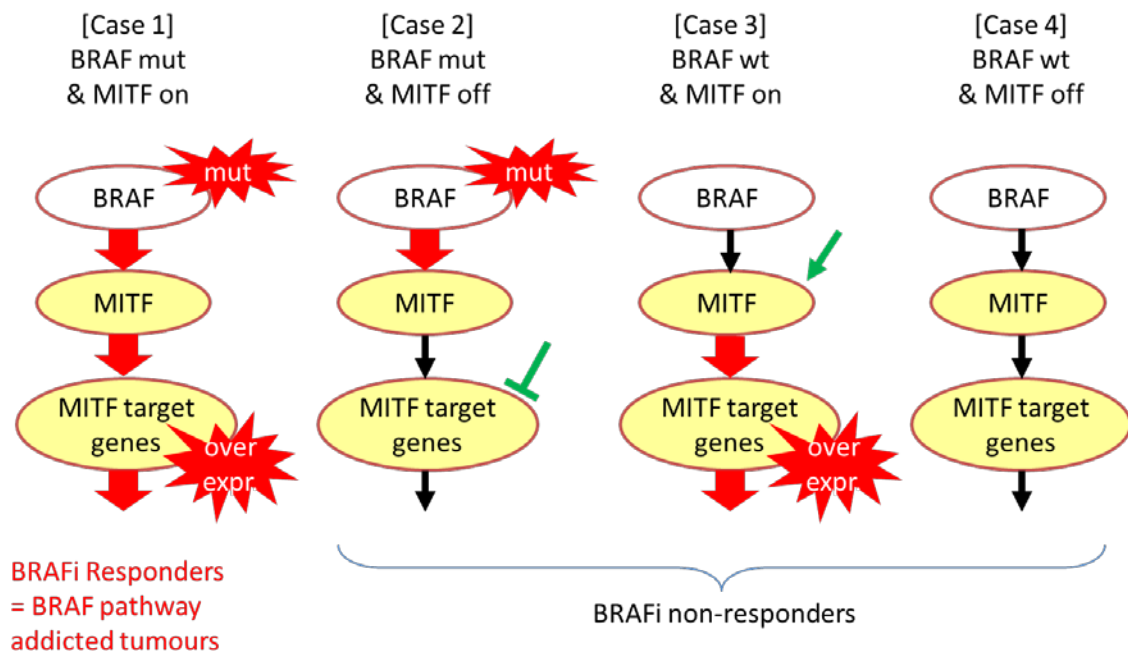 [Case 1]
BRAF mut
& MITF on
[Case 2]
BRAF mut
& MITF off
[Case 3]
BRAF wt
& MITF on
[Case 4]
BRAF wt
& MITF off
mut
BRAF
MITF
MITF target
genes
over
expr.
mut
BRAF
MITF
MITF target
genes
BRAF
MITF
MITF target
genes
over
expr.
BRAF
MITF
MITF target
genes
BRAFi Responders
= BRAF pathway
addicted tumours
BRAFi non-responders